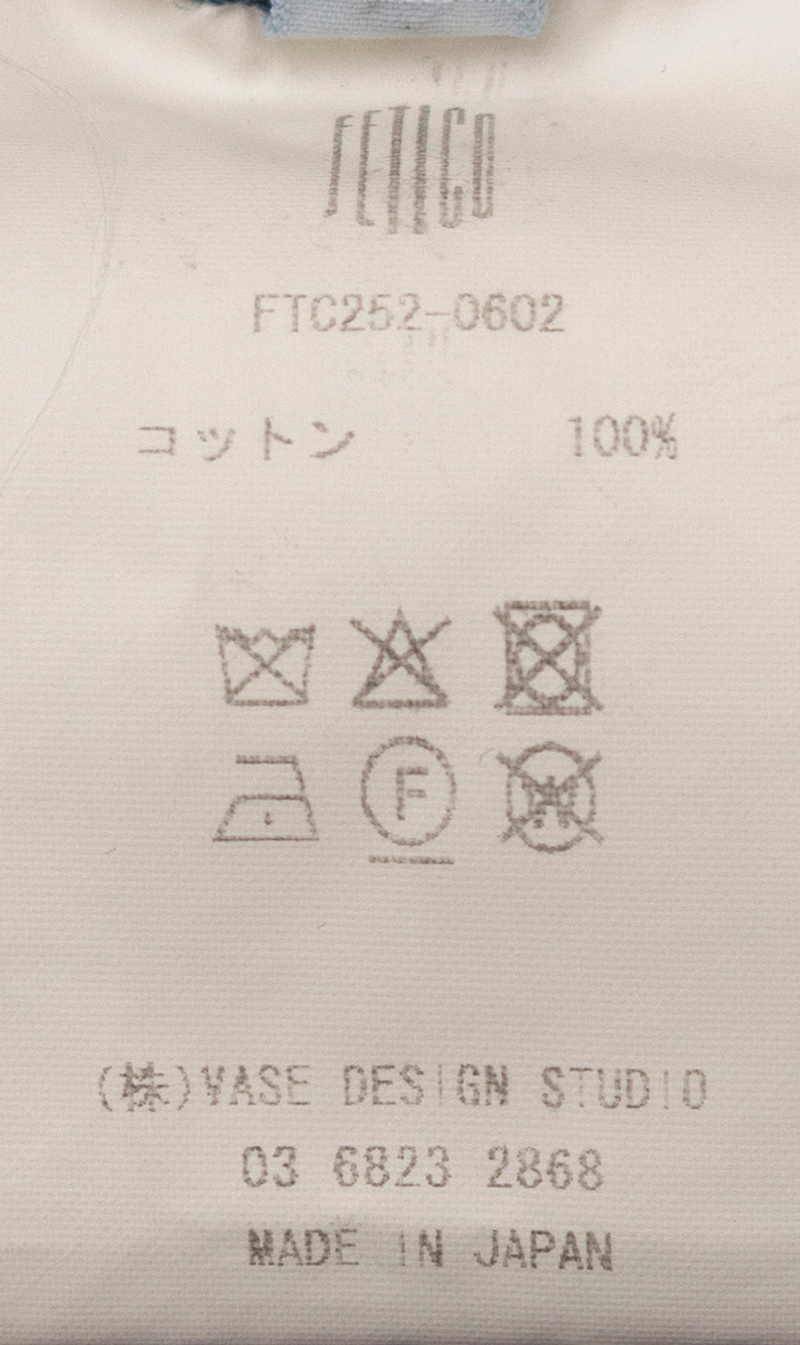 FETICO
FTC252-0602
コットン 100%
F
W
(株)VASE DESIGN STUDIO
03 6823 2868
MADE IN JAPAN